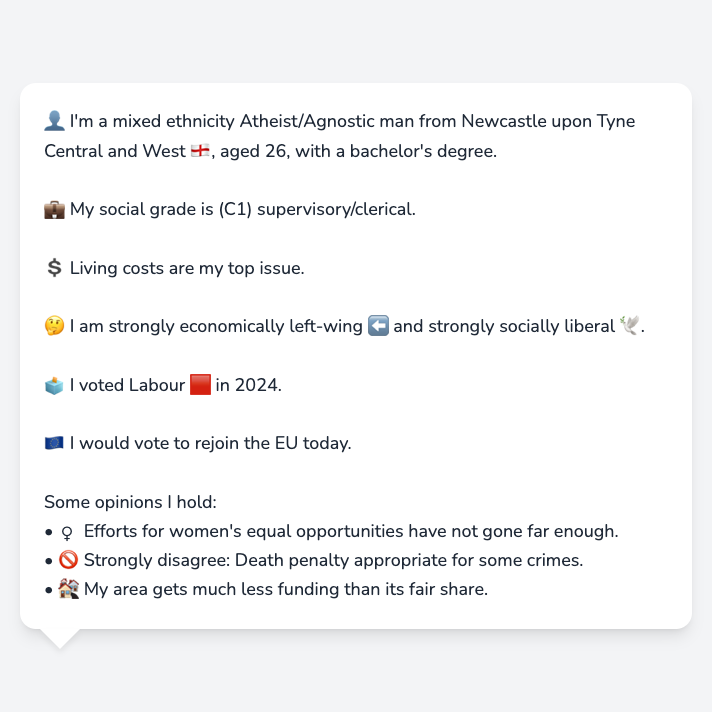 👤 I'm a mixed ethnicity Atheist/Agnostic man from Newcastle upon Tyne
Central and West 🏴󠁧󠁢󠁥󠁮󠁧󠁿, aged 26, with a bachelor's degree.
💼 My social grade is (C1) supervisory/clerical.
💲 Living costs are my top issue.
🤔 I am strongly economically left-wing ⬅️ and strongly socially liberal 🕊️.
🗳️ I voted Labour 🟥 in 2024.
🇪🇺 I would vote to rejoin the EU today.
Some opinions I hold:
• ♀ Efforts for women's equal opportunities have not gone far enough.
• 🚫 Strongly disagree: Death penalty appropriate for some crimes.
• 🏘️ My area gets much less funding than its fair share.